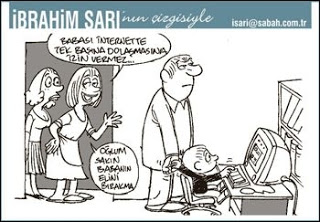 İBRAHİM SARI'nın çizgisiyle
isari@sabah.com.tr
BABASI İNTERNETTE
TEK BAŞINA DOLAŞMASINA
İZİN VERMEZ...
OĞLUM
SAKIN
BABANIN
ELİNİ
BIRAKMA